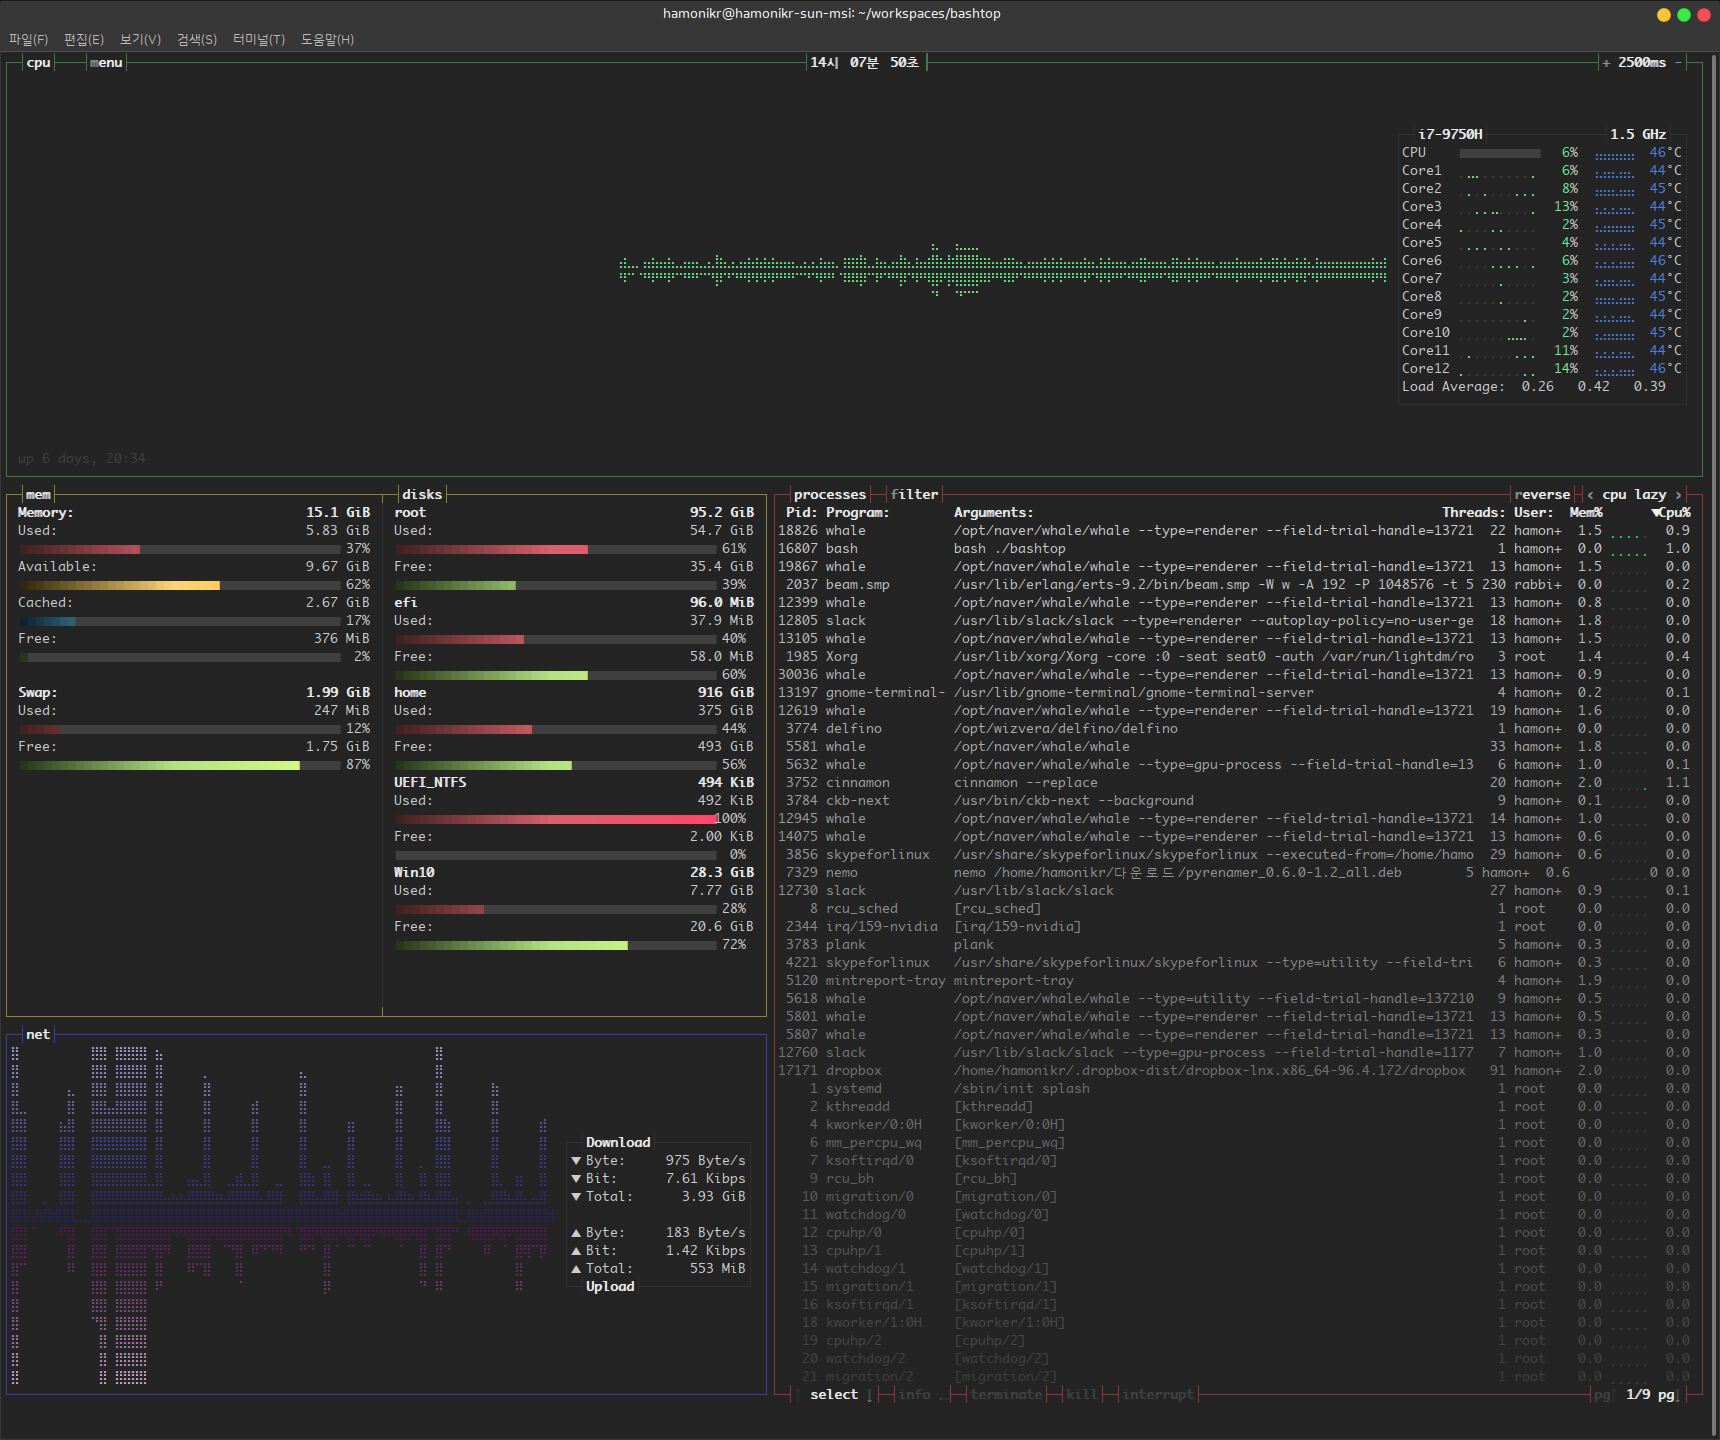 hamonikr@hamonikr-sun-msi: ~/workspaces/bashtop
파일(F) 편집(E) 보기(V) 검색(S) 터미널(T) 도움말(H)
cpu menu 14시 07분 50초 + 2500ms -
i7-9750H 1.5 GHz
CPU 6% 46°C
Core1 6% 44°C
Core2 8% 45°C
Core3 13% 44°C
Core4 2% 45°C
Core5 4% 44°C
Core6 6% 46°C
Core7 3% 44°C
Core8 2% 45°C
Core9 2% 44°C
Core10 2% 45°C
Core11 11% 44°C
Core12 14% 46°C
Load Average: 0.26 0.42 0.39
up 6 days, 20:34
mem
Memory: 15.1 GiB
Used: 5.83 GiB
37%
Available: 9.67 GiB
62%
Cached: 2.67 GiB
17%
Free: 376 MiB
2%
Swap: 1.99 GiB
Used: 247 MiB
12%
Free: 1.75 GiB
87%
disks
root 95.2 GiB
Used: 54.7 GiB
61%
Free: 35.4 GiB
39%
efi 96.0 MiB
Used: 37.9 MiB
40%
Free: 58.0 MiB
60%
home 916 GiB
Used: 375 GiB
44%
Free: 493 GiB
56%
UEFI_NTFS 494 KiB
Used: 492 KiB
100%
Free: 2.00 KiB
0%
Win10 28.3 GiB
Used: 7.77 GiB
28%
Free: 20.6 GiB
72%
net
Download
▼ Byte: 975 Byte/s
▼ Bit: 7.61 Kibps
▼ Total: 3.93 GiB
▲ Byte: 183 Byte/s
▲ Bit: 1.42 Kibps
▲ Total: 553 MiB
Upload
processes filter reverse ‹ cpu lazy ›
Pid: Program: Arguments: Threads: User: Mem% ▼Cpu%
18826 whale /opt/naver/whale/whale --type=renderer --field-trial-handle=13721 22 hamon+ 1.5 0.9
16807 bash bash ./bashtop 1 hamon+ 0.0 1.0
19867 whale /opt/naver/whale/whale --type=renderer --field-trial-handle=13721 13 hamon+ 1.5 0.0
2037 beam.smp /usr/lib/erlang/erts-9.2/bin/beam.smp -W w -A 192 -P 1048576 -t 5 230 rabbi+ 0.0 0.2
12399 whale /opt/naver/whale/whale --type=renderer --field-trial-handle=13721 13 hamon+ 0.8 0.0
12805 slack /usr/lib/slack/slack --type=renderer --autoplay-policy=no-user-ge 18 hamon+ 1.8 0.0
13105 whale /opt/naver/whale/whale --type=renderer --field-trial-handle=13721 13 hamon+ 1.5 0.0
1985 Xorg /usr/lib/xorg/Xorg -core :0 -seat seat0 -auth /var/run/lightdm/ro 3 root 1.4 0.4
30036 whale /opt/naver/whale/whale --type=renderer --field-trial-handle=13721 13 hamon+ 0.9 0.0
13197 gnome-terminal- /usr/lib/gnome-terminal/gnome-terminal-server 4 hamon+ 0.2 0.1
12619 whale /opt/naver/whale/whale --type=renderer --field-trial-handle=13721 19 hamon+ 1.6 0.0
3774 delfino /opt/wizvera/delfino/delfino 1 hamon+ 0.0 0.0
5581 whale /opt/naver/whale/whale 33 hamon+ 1.8 0.0
5632 whale /opt/naver/whale/whale --type=gpu-process --field-trial-handle=13 6 hamon+ 1.0 0.1
3752 cinnamon cinnamon --replace 20 hamon+ 2.0 1.1
3784 ckb-next /usr/bin/ckb-next --background 9 hamon+ 0.1 0.0
12945 whale /opt/naver/whale/whale --type=renderer --field-trial-handle=13721 14 hamon+ 1.0 0.0
14075 whale /opt/naver/whale/whale --type=renderer --field-trial-handle=13721 13 hamon+ 0.6 0.0
3856 skypeforlinux /usr/share/skypeforlinux/skypeforlinux --executed-from=/home/hamo 29 hamon+ 0.6 0.0
7329 nemo nemo /home/hamonikr/다운로드/pyrenamer_0.6.0-1.2_all.deb 5 hamon+ 0.6 0 0.0
12730 slack /usr/lib/slack/slack 27 hamon+ 0.9 0.1
8 rcu_sched [rcu_sched] 1 root 0.0 0.0
2344 irq/159-nvidia [irq/159-nvidia] 1 root 0.0 0.0
3783 plank plank 5 hamon+ 0.3 0.0
4221 skypeforlinux /usr/share/skypeforlinux/skypeforlinux --type=utility --field-tri 6 hamon+ 0.3 0.0
5120 mintreport-tray mintreport-tray 4 hamon+ 1.9 0.0
5618 whale /opt/naver/whale/whale --type=utility --field-trial-handle=137210 9 hamon+ 0.5 0.0
5801 whale /opt/naver/whale/whale --type=renderer --field-trial-handle=13721 13 hamon+ 0.5 0.0
5807 whale /opt/naver/whale/whale --type=renderer --field-trial-handle=13721 13 hamon+ 0.3 0.0
12760 slack /usr/lib/slack/slack --type=gpu-process --field-trial-handle=1177 7 hamon+ 1.0 0.0
17171 dropbox /home/hamonikr/.dropbox-dist/dropbox-lnx.x86_64-96.4.172/dropbox 91 hamon+ 2.0 0.0
1 systemd /sbin/init splash 1 root 0.0 0.0
2 kthreadd [kthreadd] 1 root 0.0 0.0
4 kworker/0:0H [kworker/0:0H] 1 root 0.0 0.0
6 mm_percpu_wq [mm_percpu_wq] 1 root 0.0 0.0
7 ksoftirqd/0 [ksoftirqd/0] 1 root 0.0 0.0
9 rcu_bh [rcu_bh] 1 root 0.0 0.0
10 migration/0 [migration/0] 1 root 0.0 0.0
11 watchdog/0 [watchdog/0] 1 root 0.0 0.0
12 cpuhp/0 [cpuhp/0] 1 root 0.0 0.0
13 cpuhp/1 [cpuhp/1] 1 root 0.0 0.0
14 watchdog/1 [watchdog/1] 1 root 0.0 0.0
15 migration/1 [migration/1] 1 root 0.0 0.0
16 ksoftirqd/1 [ksoftirqd/1] 1 root 0.0 0.0
18 kworker/1:0H [kworker/1:0H] 1 root 0.0 0.0
19 cpuhp/2 [cpuhp/2] 1 root 0.0 0.0
20 watchdog/2 [watchdog/2] 1 root 0.0 0.0
21 migration/2 [migration/2] 1 root 0.0 0.0
↑ select ↓ info terminate kill interrupt pg↑ 1/9 pg↓